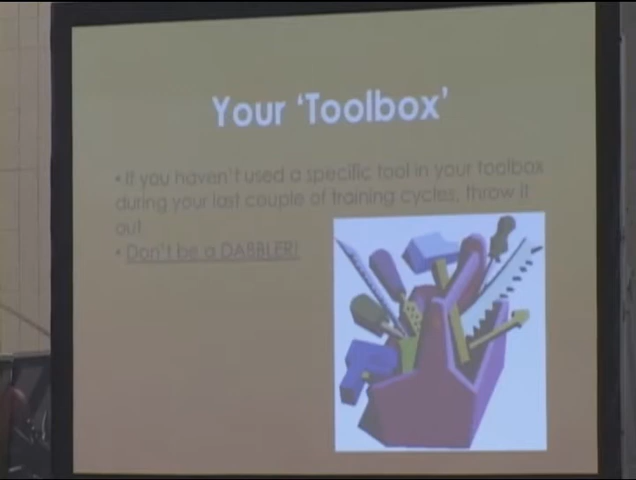 Your 'Toolbox'
• If you haven't used a specific tool in your toolbox
during your last couple of training cycles, throw it
out
• Don't be a DABBLER!